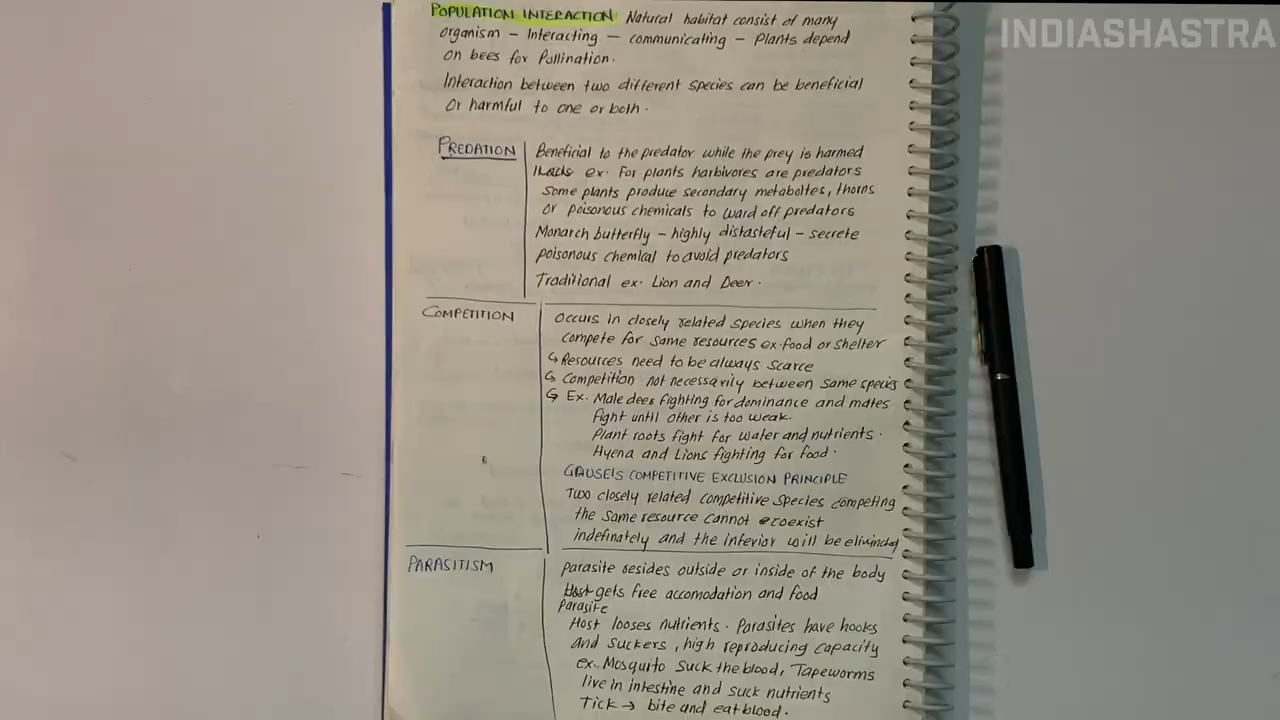 INDIASHASTRA
POPULATION INTERACTION Natural habitat consist of many
organism - Interacting - communicating - Plants depend
on bees for Pollination.
Interaction between two different species can be beneficial
or harmful to one or both.
PREDATION
Beneficial to the predator while the prey is harmed
ex. For plants harbivores are predators
some plants produce secondary metaboltes, thorns
or poisonous chemicals to ward off predators
Monarch butterfly - highly distasteful - secrete
poisonous chemical to avoid predators
Traditional ex. Lion and Deer.
COMPETITION
occurs in closely related species when they
compete for same resources ex.food or shelter
↳ Resources need to be always scarce
↳ Competition not necessarily between same species
↳ Ex. Male deer fighting for dominance and mates
fight until other is too weak.
Plant roots fight for water and nutrients.
Hyena and Lions fighting for food.
GAUSE'S COMPETITIVE EXCLUSION PRINCIPLE
Two closely related competitive species competing
the same resource cannot coexist
indefinately and the inferior will be
PARASITISM
parasite resides outside or inside of the body
Host gets free accomodation and food
Parasite
Host looses nutrients. Parasites have hooks
and suckers, high reproducing capacity
ex. Mosquito suck the blood, Tapeworms
live in intestine and suck nutrients
Tick → bite and eat blood.